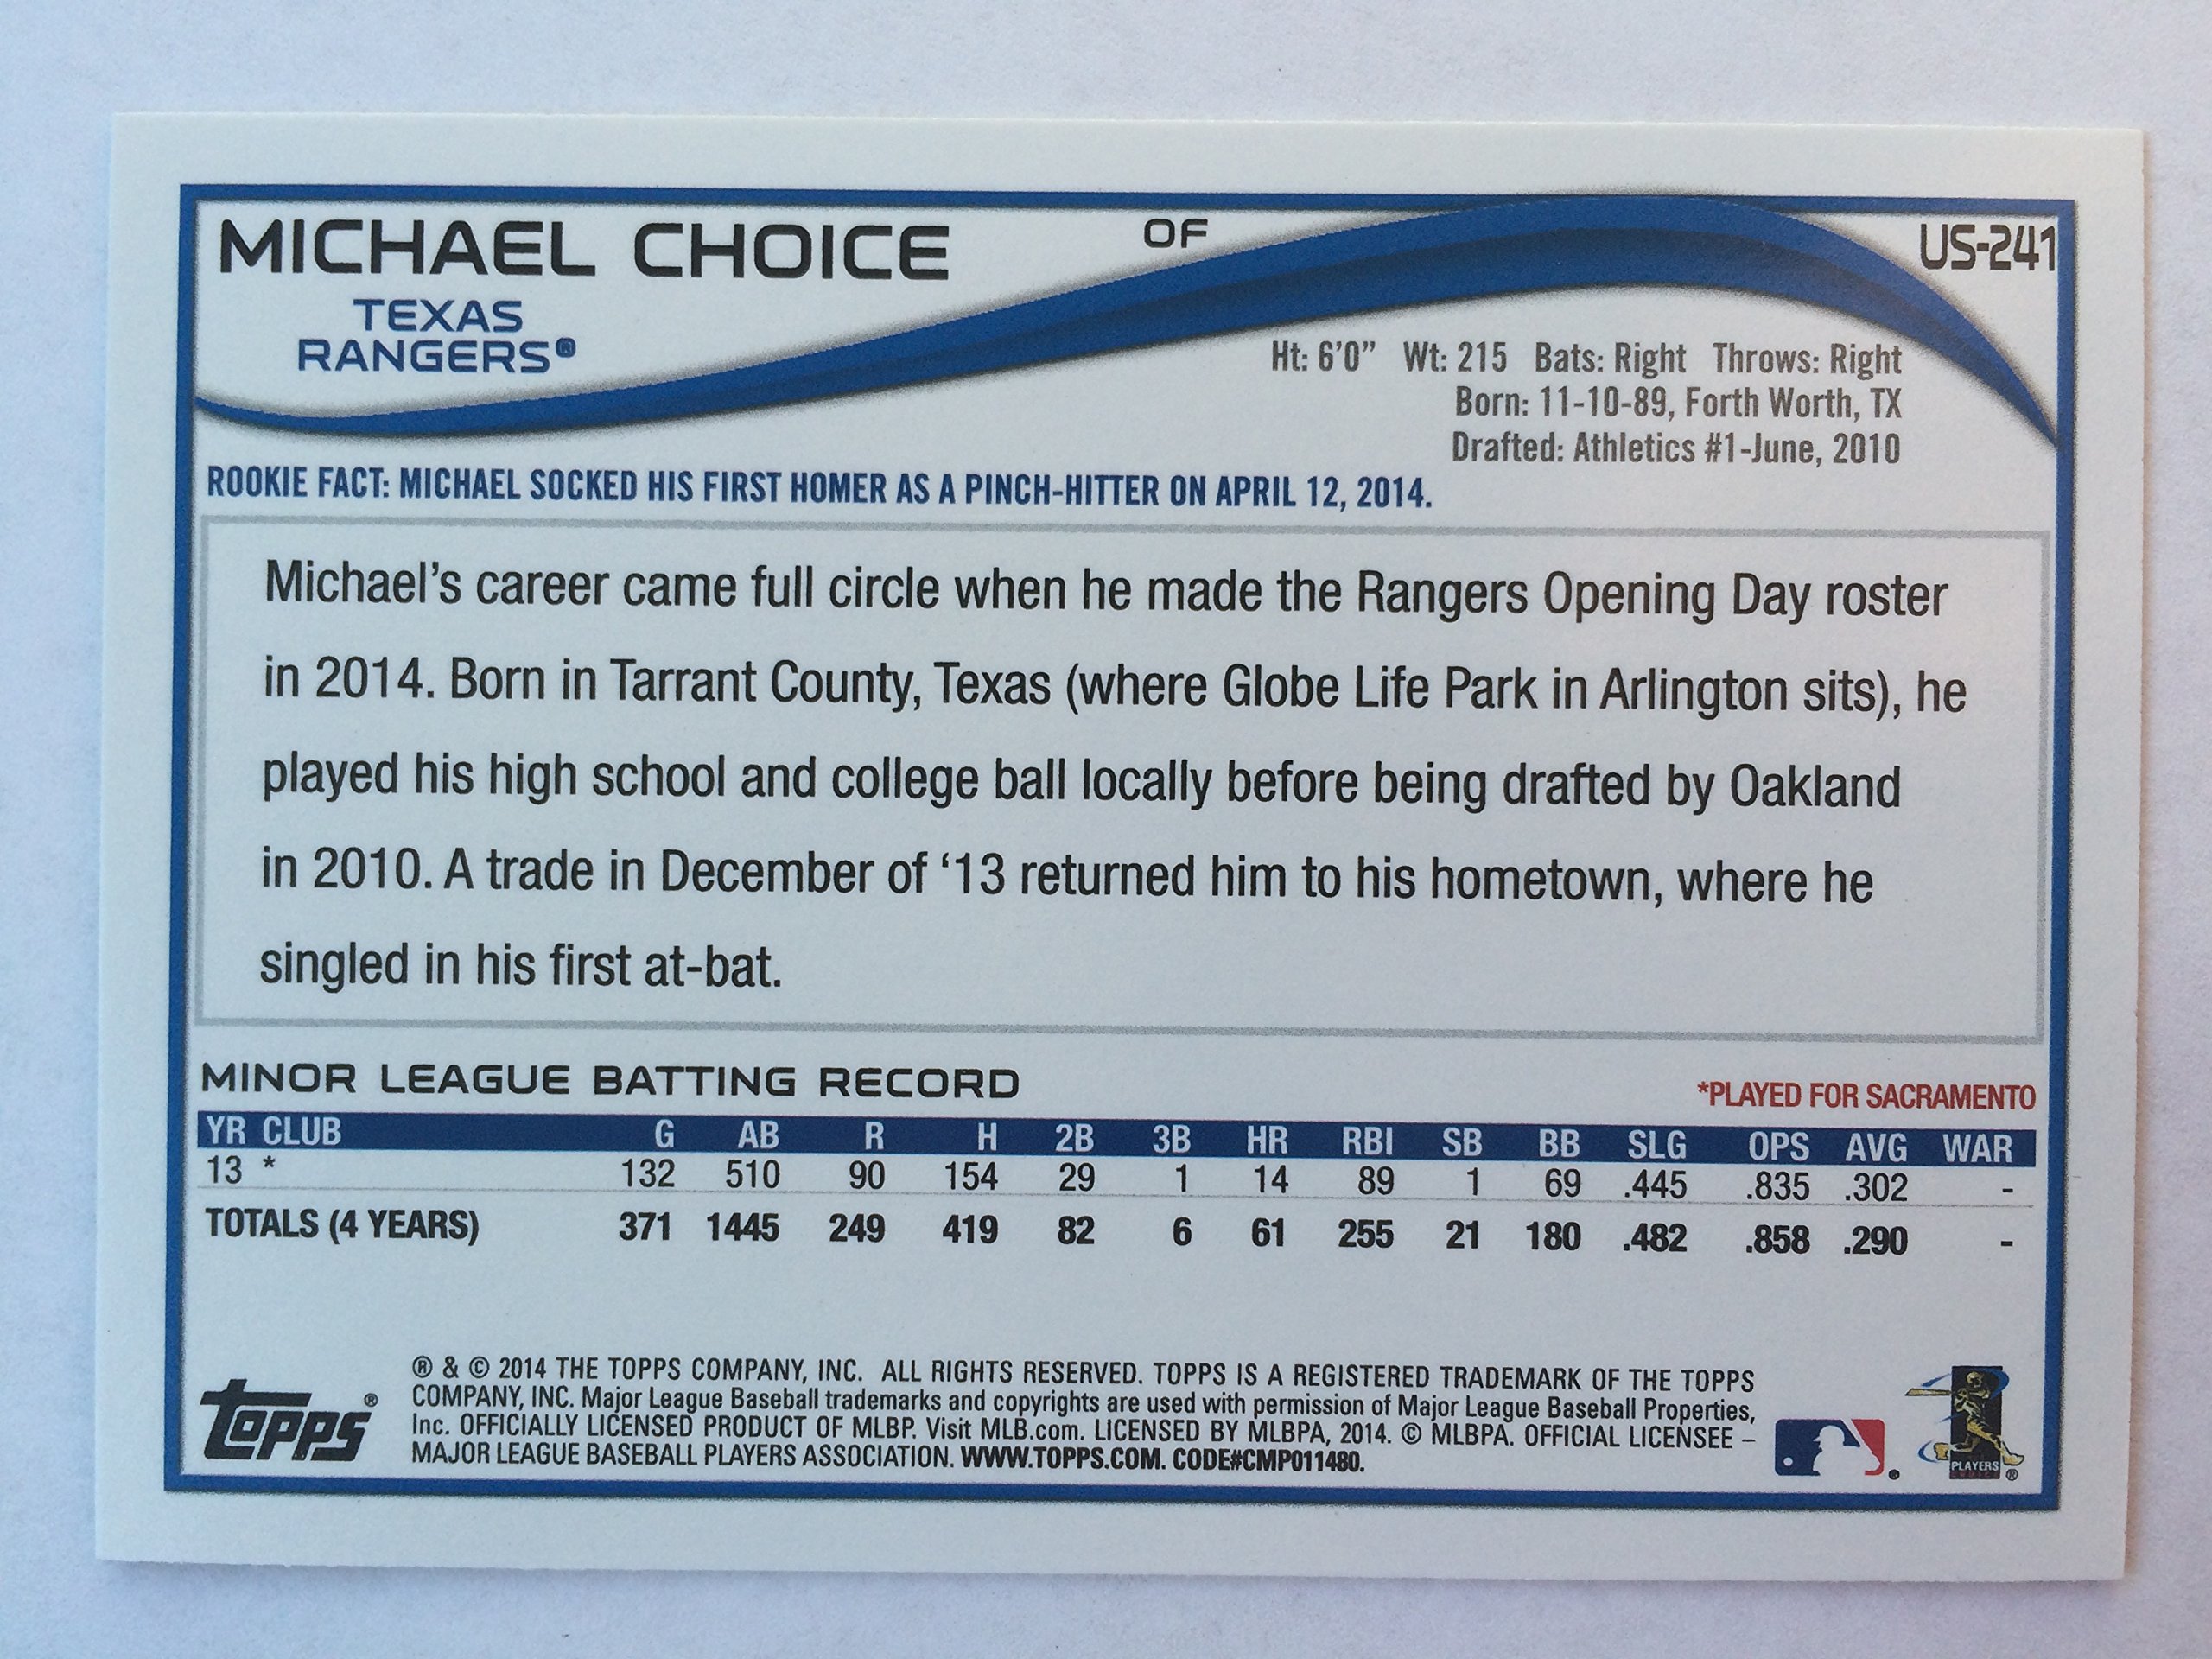 MICHAEL CHOICE OF US-241
TEXAS
RANGERS®
Ht: 6'0” Wt: 215 Bats: Right Throws: Right
Born: 11-10-89, Forth Worth, TX
Drafted: Athletics #1-June, 2010
ROOKIE FACT: MICHAEL SOCKED HIS FIRST HOMER AS A PINCH-HITTER ON APRIL 12, 2014.
Michael’s career came full circle when he made the Rangers Opening Day roster
in 2014. Born in Tarrant County, Texas (where Globe Life Park in Arlington sits), he
played his high school and college ball locally before being drafted by Oakland
in 2010. A trade in December of ‘13 returned him to his hometown, where he
singled in his first at-bat.
MINOR LEAGUE BATTING RECORD *PLAYED FOR SACRAMENTO
YR CLUB G AB R H 2B 3B HR RBI SB BB SLG OPS AVG WAR
13 * 132 510 90 154 29 1 14 89 1 69 .445 .835 .302 -
TOTALS (4 YEARS) 371 1445 249 419 82 6 61 255 21 180 .482 .858 .290 -
® & © 2014 THE TOPPS COMPANY, INC. ALL RIGHTS RESERVED. TOPPS IS A REGISTERED TRADEMARK OF THE TOPPS
COMPANY, INC. Major League Baseball trademarks and copyrights are used with permission of Major League Baseball Properties,
Inc. OFFICIALLY LICENSED PRODUCT OF MLBP. Visit MLB.com. LICENSED BY MLBPA, 2014. © MLBPA. OFFICIAL LICENSEE –
MAJOR LEAGUE BASEBALL PLAYERS ASSOCIATION. WWW.TOPPS.COM. CODE#CMP011480.
Topps®
PLAYERS
CHOICE ®